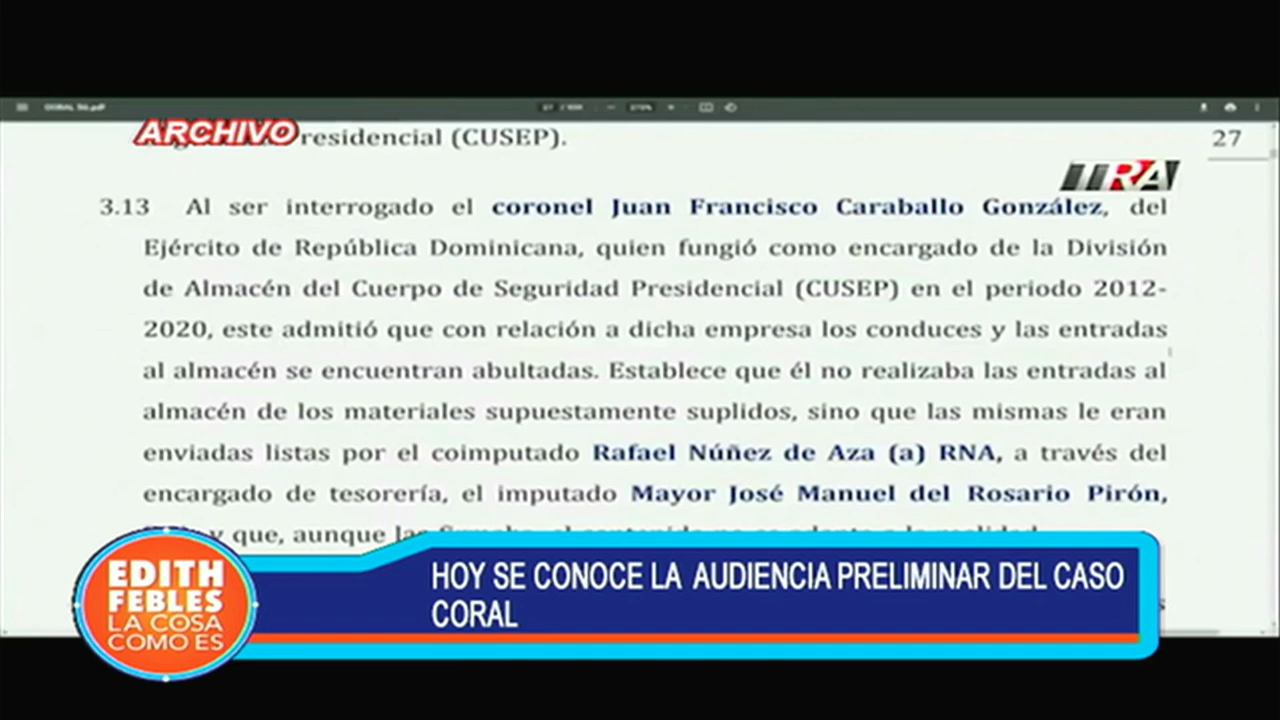 ARCHIVO
residencial (CUSEP).
27
TRA
3.13 Al ser interrogado el coronel Juan Francisco Caraballo González, del
Ejército de República Dominicana, quien fungió como encargado de la División
de Almacén del Cuerpo de Seguridad Presidencial (CUSEP) en el periodo 2012-
2020, este admitió que con relación a dicha empresa los conduces y las entradas
al almacén se encuentran abultadas. Establece que él no realizaba las entradas al
almacén de los materiales supuestamente suplidos, sino que las mismas le eran
enviadas listas por el coimputado Rafael Núñez de Aza (a) RNA, a través del
encargado de tesorería, el imputado Mayor José Manuel del Rosario Pirón,
y que, aunque
EDITH
FEBLES
LA COSA
COMO ES
HOY SE CONOCE LA AUDIENCIA PRELIMINAR DEL CASO
CORAL